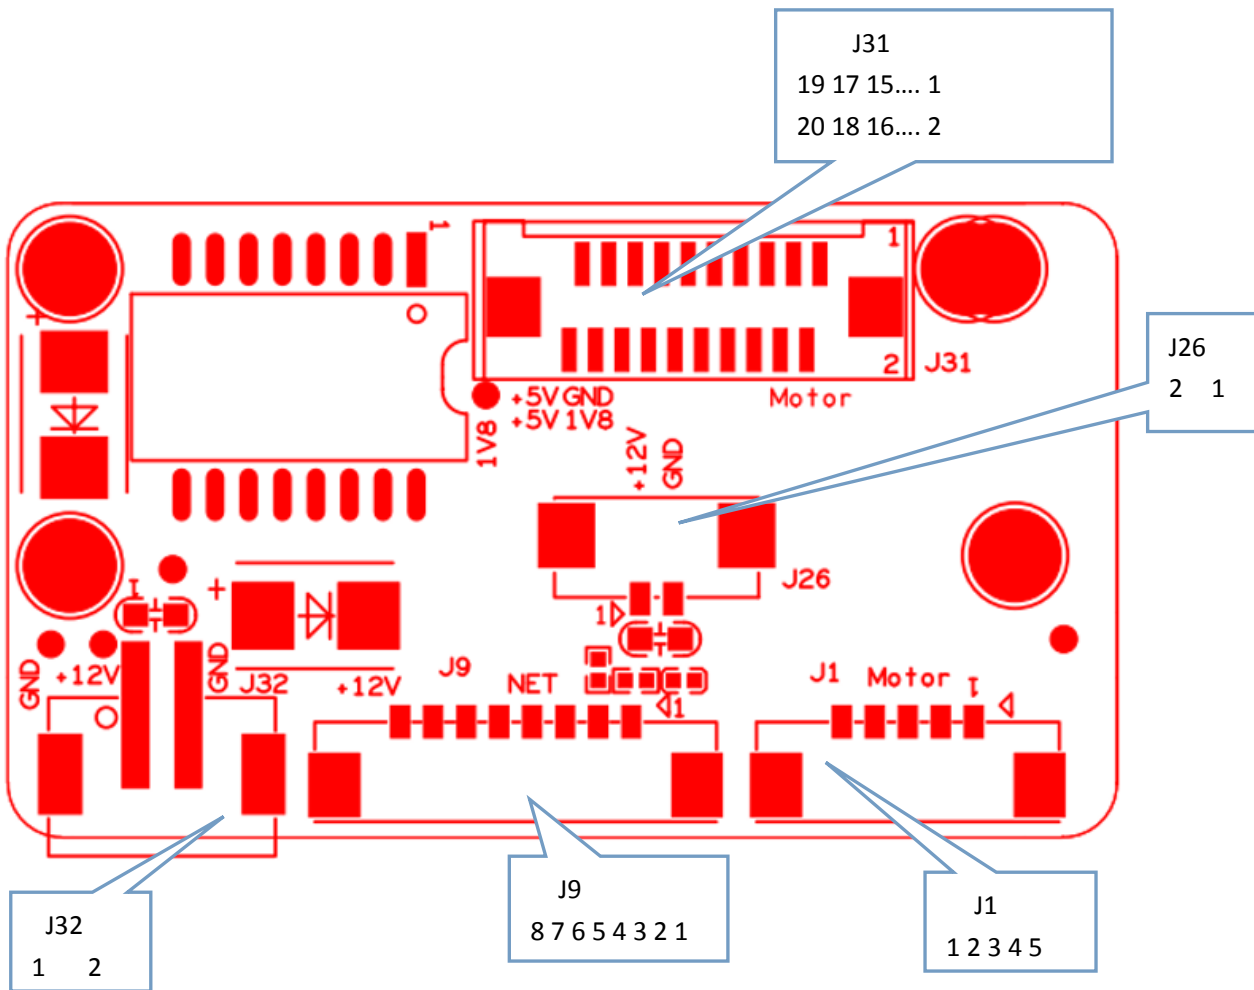 J31
19 17 15.... 1
20 18 16.... 2
1
1
+
2
J31
J26
2 1
+5V GND
+5V 1V8
Motor
1V8
+12V
GND
J26
1
+
1
GND
+12V
GND
J32
+12V
J9
NET
1
J1
Motor
1
J9
8 7 6 5 4 3 2 1
J1
1 2 3 4 5
J32
1 2